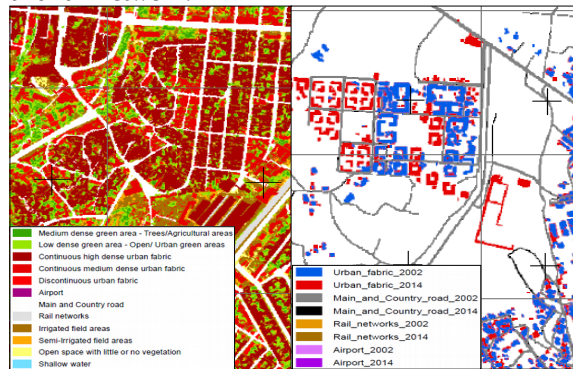 Medium dense green area - Trees/Agricultural areas
Low dense green area - Open/ Urban green areas
Continuous high dense urban fabric
Continuous medium dense urban fabric
Discontinuous urban fabric
Airport
Main and Country road
Rail networks
Irrigated field areas
Semi-Irrigated field areas
Open space with little or no vegetation
Shallow water
Urban_fabric_2002
Urban_fabric_2014
Main_and_Country_road_2002
Main_and_Country_road_2014
Rail_networks_2002
Rail_networks_2014
Airport_2002
Airport_2014